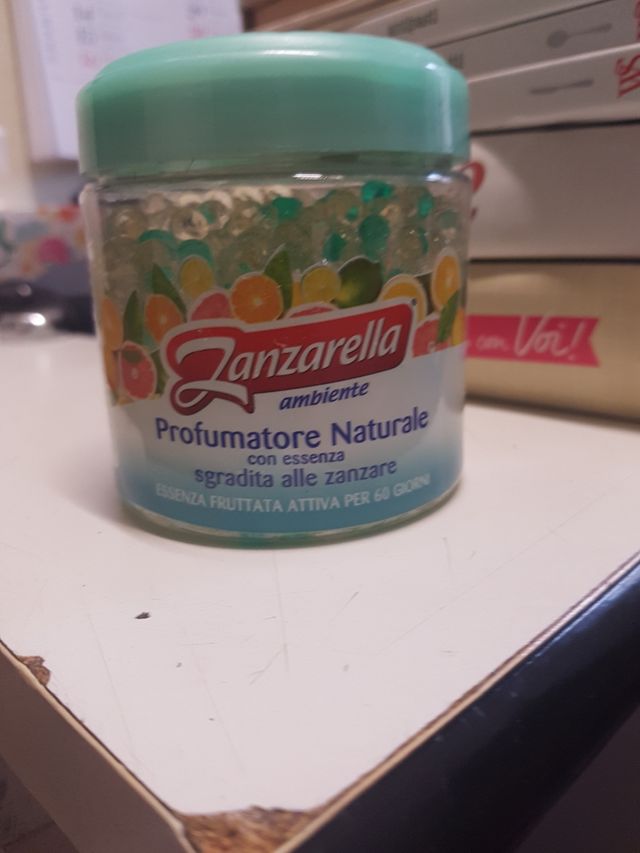 Zanzarella
ambiente
Profumatore Naturale
con essenza
sgradita alle zanzare
ESSENZA FRUTTATA ATTIVA PER 60 GIORNI
con Voi!